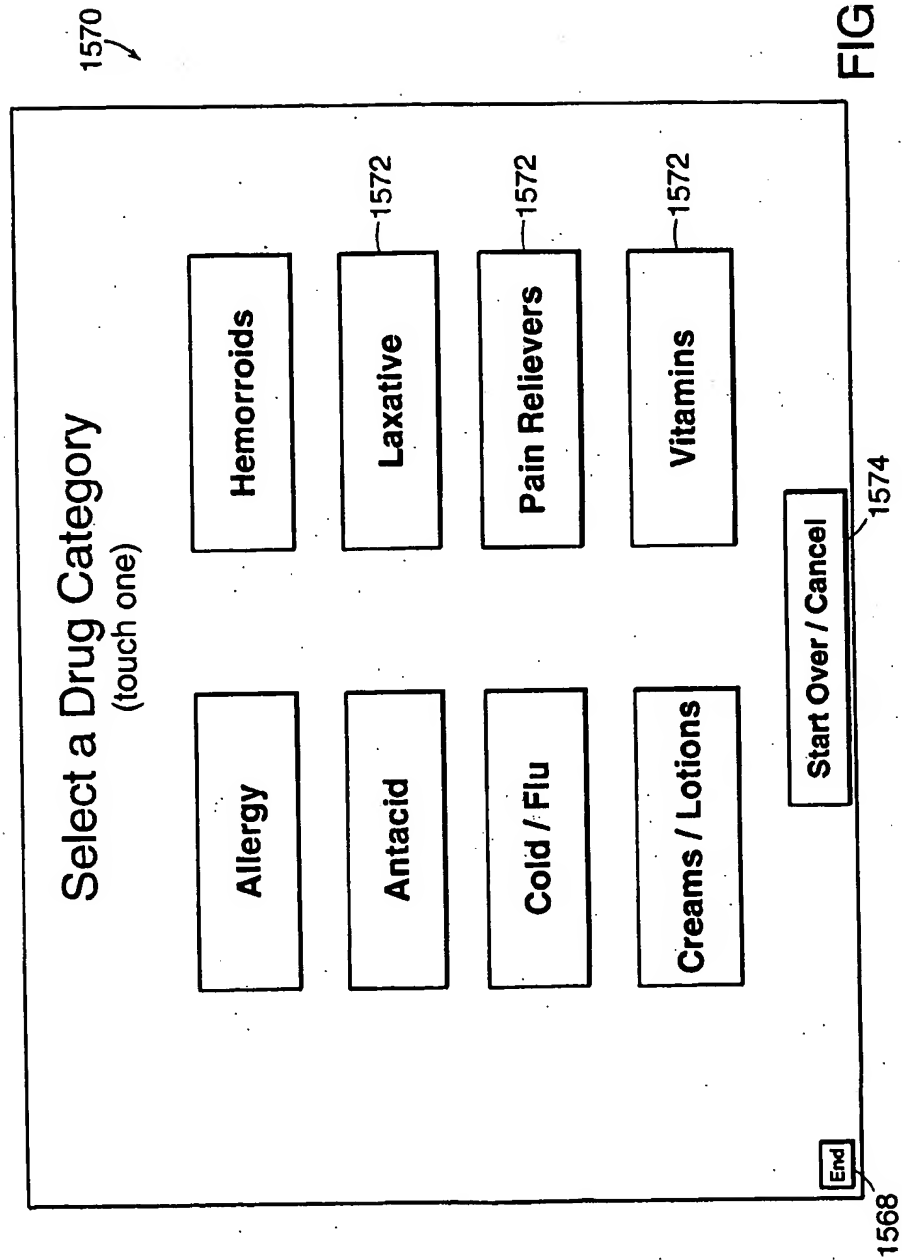 1570
Select a Drug Category
(touch one)
Allergy
Hemorroids
Antacid
Laxative
1572
Cold / Flu
Pain Relievers
1572
Creams / Lotions
Vitamins
1572
Start Over / Cancel
1574
End
1568
FIG